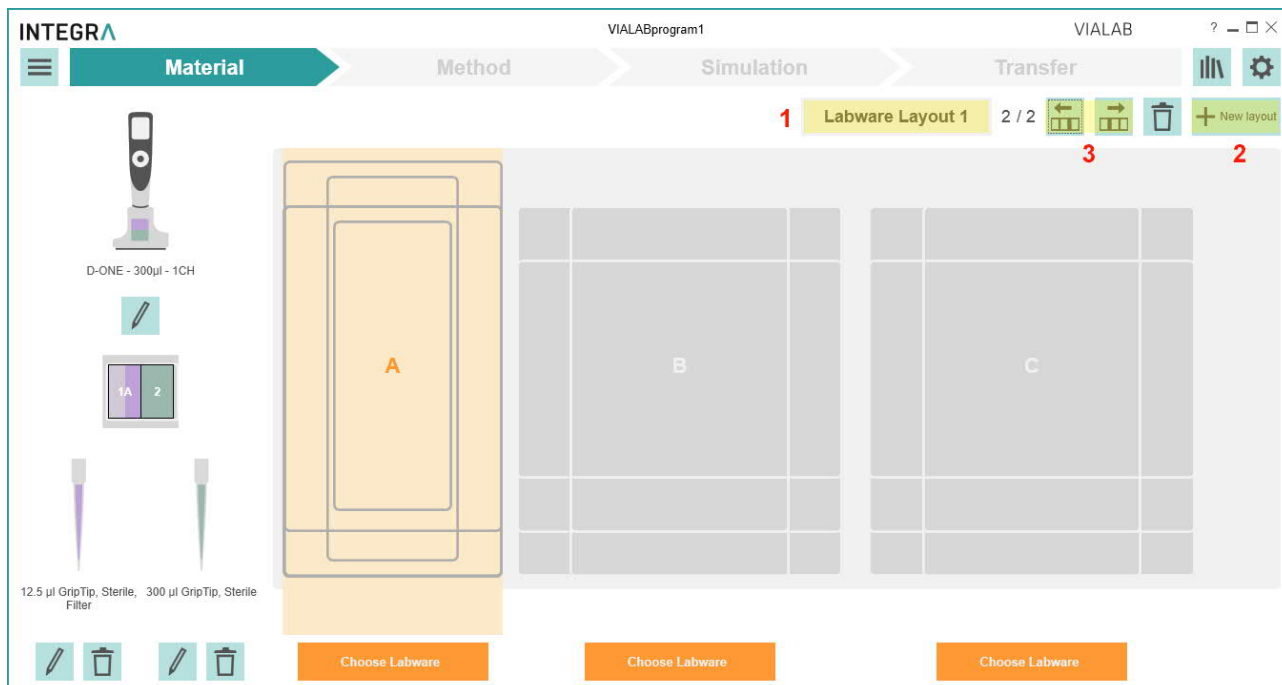 INTEGRA
VIALABprogram1
VIALAB
?
Material
Method
Simulation
Transfer
1
Labware Layout 1
2 / 2
+ New layout
3
2
D-ONE - 300µl - 1CH
1A
2
A
B
C
12.5 µl GripTip, Sterile,
Filter
300 µl GripTip, Sterile
Choose Labware
Choose Labware
Choose Labware